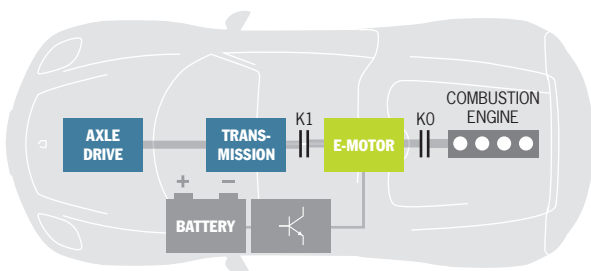 COMBUSTION
ENGINE
K1
K0
AXLE
DRIVE
TRANS-
MISSION
E-MOTOR
+ −
BATTERY